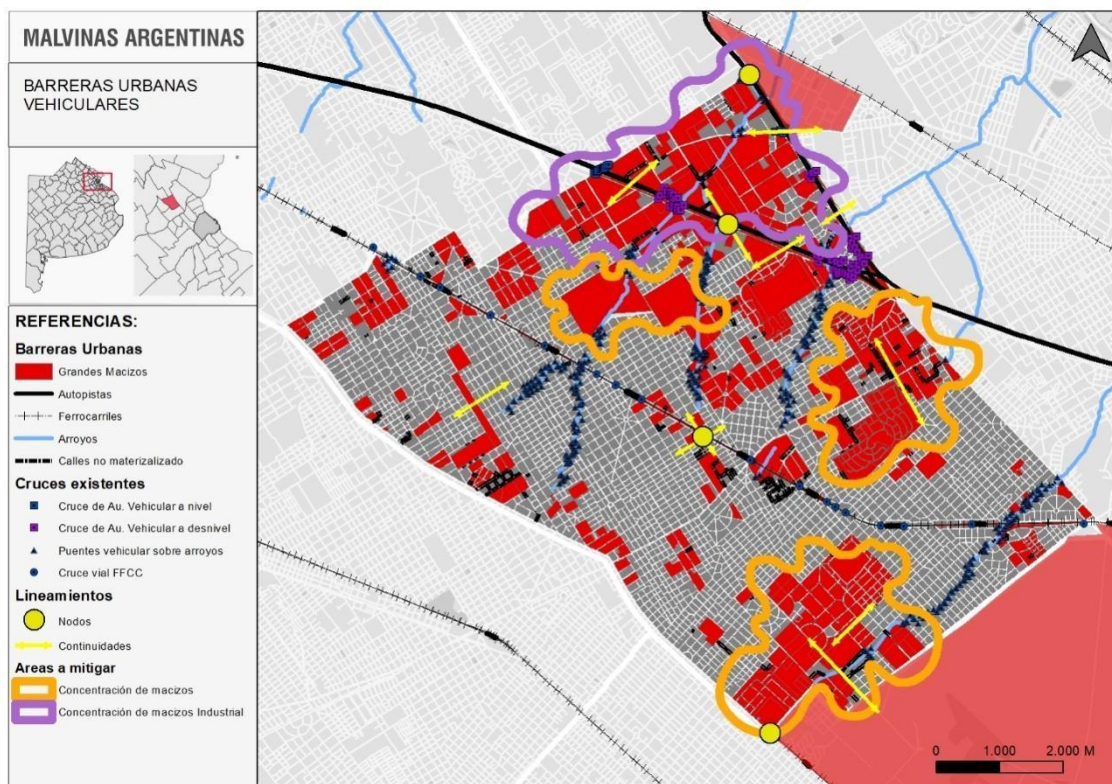 MALVINAS ARGENTINAS
BARRERAS URBANAS
VEHICULARES
REFERENCIAS:
Barreras Urbanas
Grandes Macizos
Autopistas
Ferrocarriles
Arroyos
Calles no materizalizado
Cruces existentes
Cruce de Au. Vehicular a nivel
Cruce de Au. Vehicular a desnivel
Puentes vehicular sobre arroyos
Cruce vial FFCC
Lineamientos
Nodos
Continuidades
Areas a mitigar
Concentración de macizos
Concentración de macizos Industrial
0 1.000 2.000 M